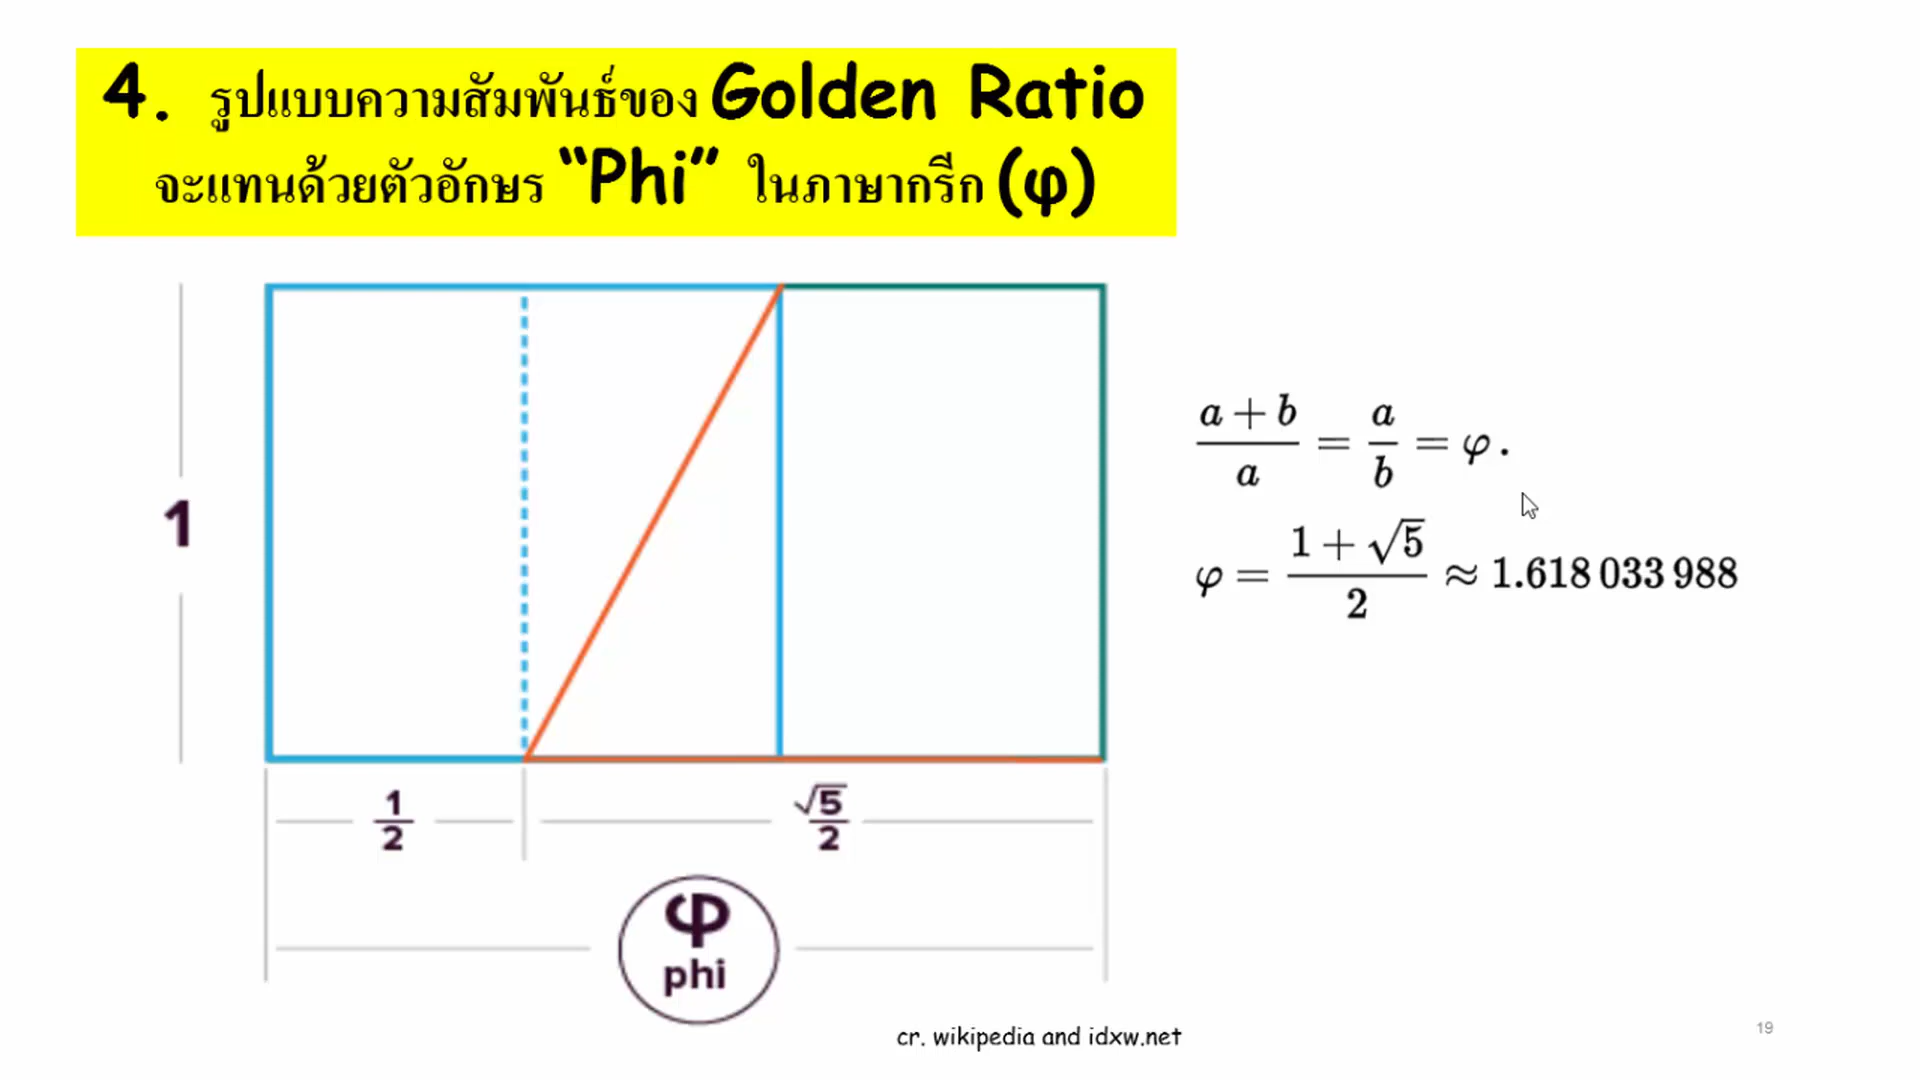 4. รูปแบบความสัมพันธ์ของ Golden Ratio
จะแทนด้วยตัวอักษร “Phi” ในภาษากรีก (φ)
1
a + b / a = a / b = φ .
φ = 1 + √5 / 2 ≈ 1.618 033 988
1/2
√5/2
φ
phi
cr. wikipedia and idxw.net
19